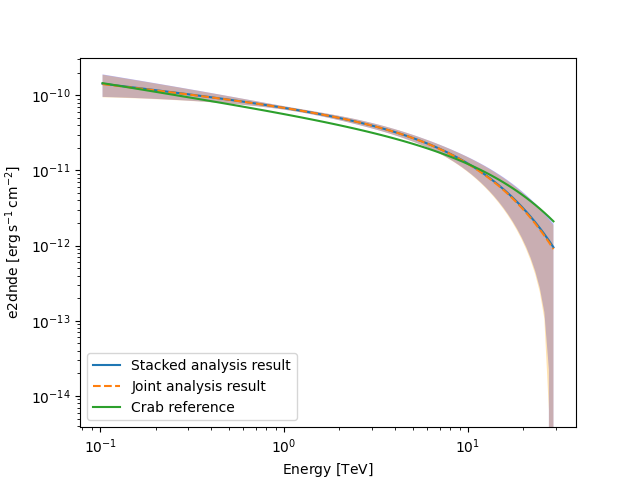 e2dnde [erg s⁻¹ cm⁻²]
10⁻¹⁰
10⁻¹¹
10⁻¹²
10⁻¹³
10⁻¹⁴
Stacked analysis result
Joint analysis result
Crab reference
10⁻¹ 10⁰ 10¹
Energy [TeV]